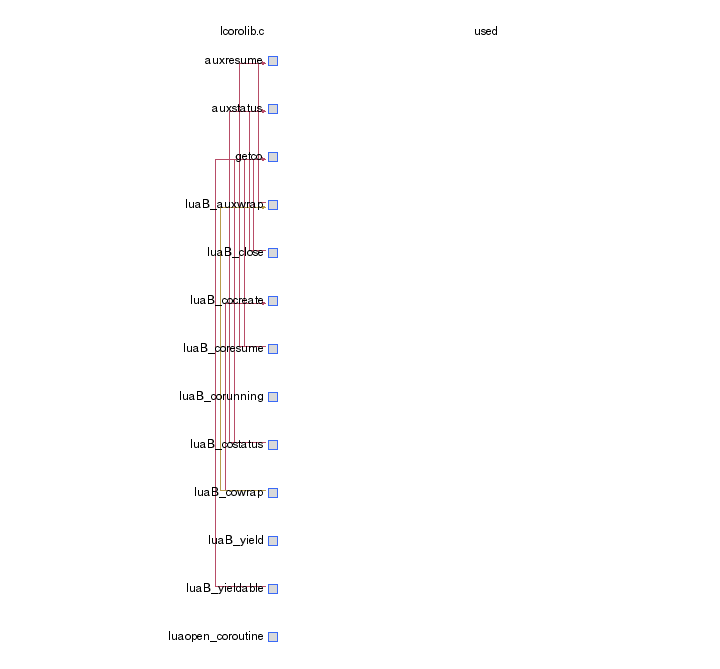 lcorolib.c used
auxresume
auxstatus
getco
luaB_auxwrap
luaB_close
luaB_cocreate
luaB_coresume
luaB_corunning
luaB_costatus
luaB_cowrap
luaB_yield
luaB_yieldable
luaopen_coroutine